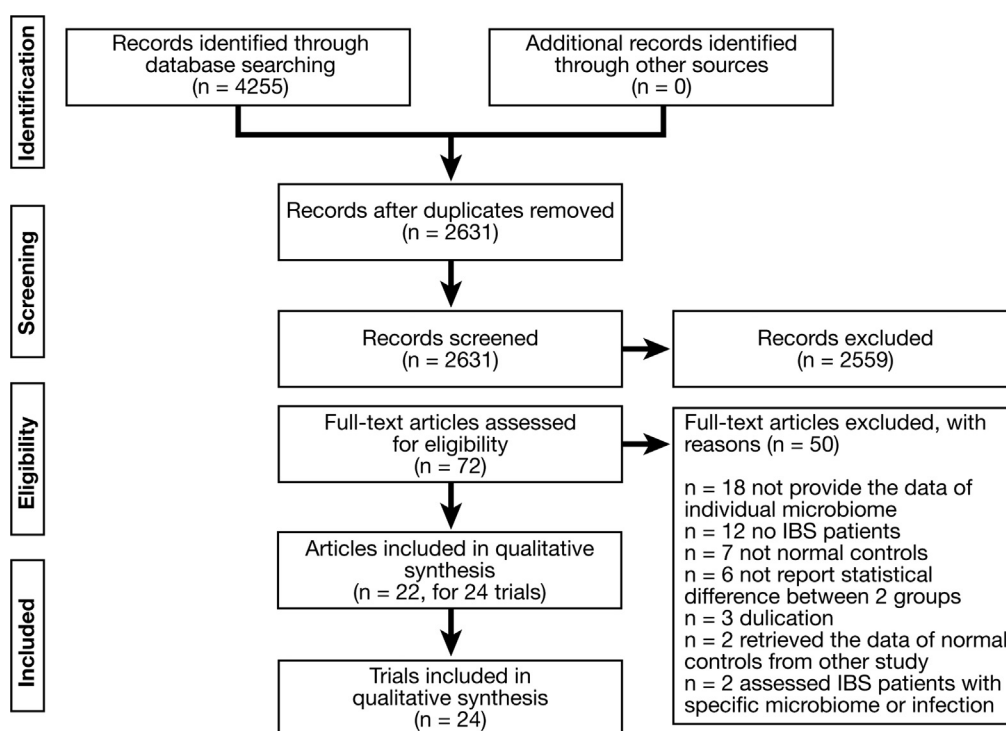 Identification
Records identified through
database searching
(n = 4255)
Additional records identified
through other sources
(n = 0)
Screening
Records after duplicates removed
(n = 2631)
Records screened
(n = 2631)
Records excluded
(n = 2559)
Eligibility
Full-text articles assessed
for eligibility
(n = 72)
Full-text articles excluded, with
reasons (n = 50)
n = 18 not provide the data of
individual microbiome
n = 12 no IBS patients
n = 7 not normal controls
n = 6 not report statistical
difference between 2 groups
n = 3 dulication
n = 2 retrieved the data of normal
controls from other study
n = 2 assessed IBS patients with
specific microbiome or infection
Included
Articles included in qualitative
synthesis
(n = 22, for 24 trials)
Trials included in
qualitative synthesis
(n = 24)